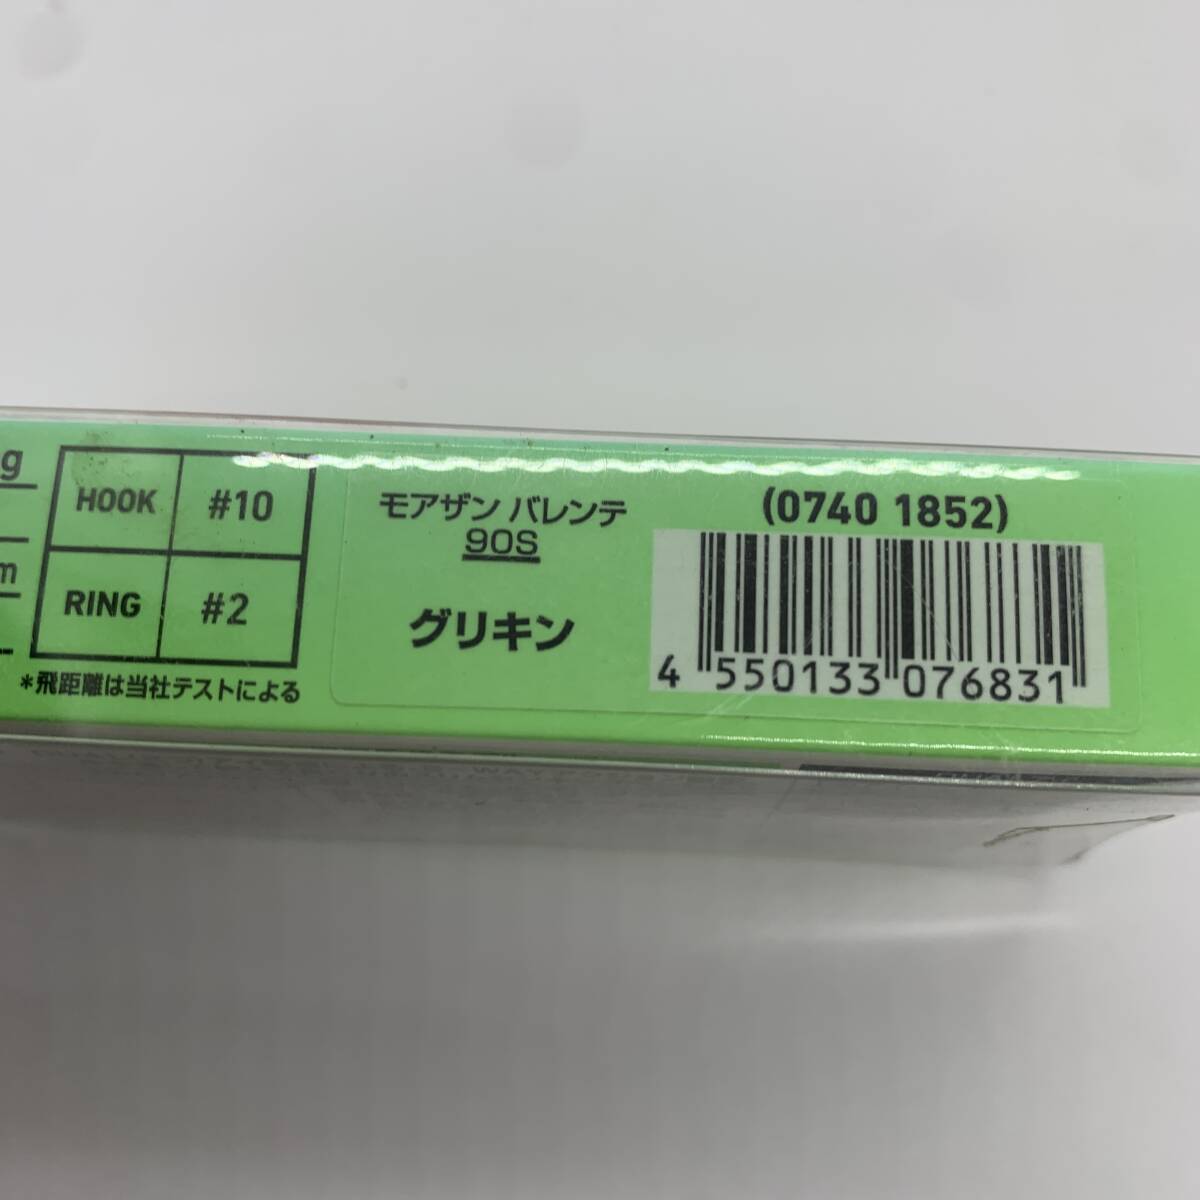 g
m
HOOK #10
RING #2
*飛距離は当社テストによる
モアザン バレンテ
90S
グリキン
(0740 1852)
4 550133 076831